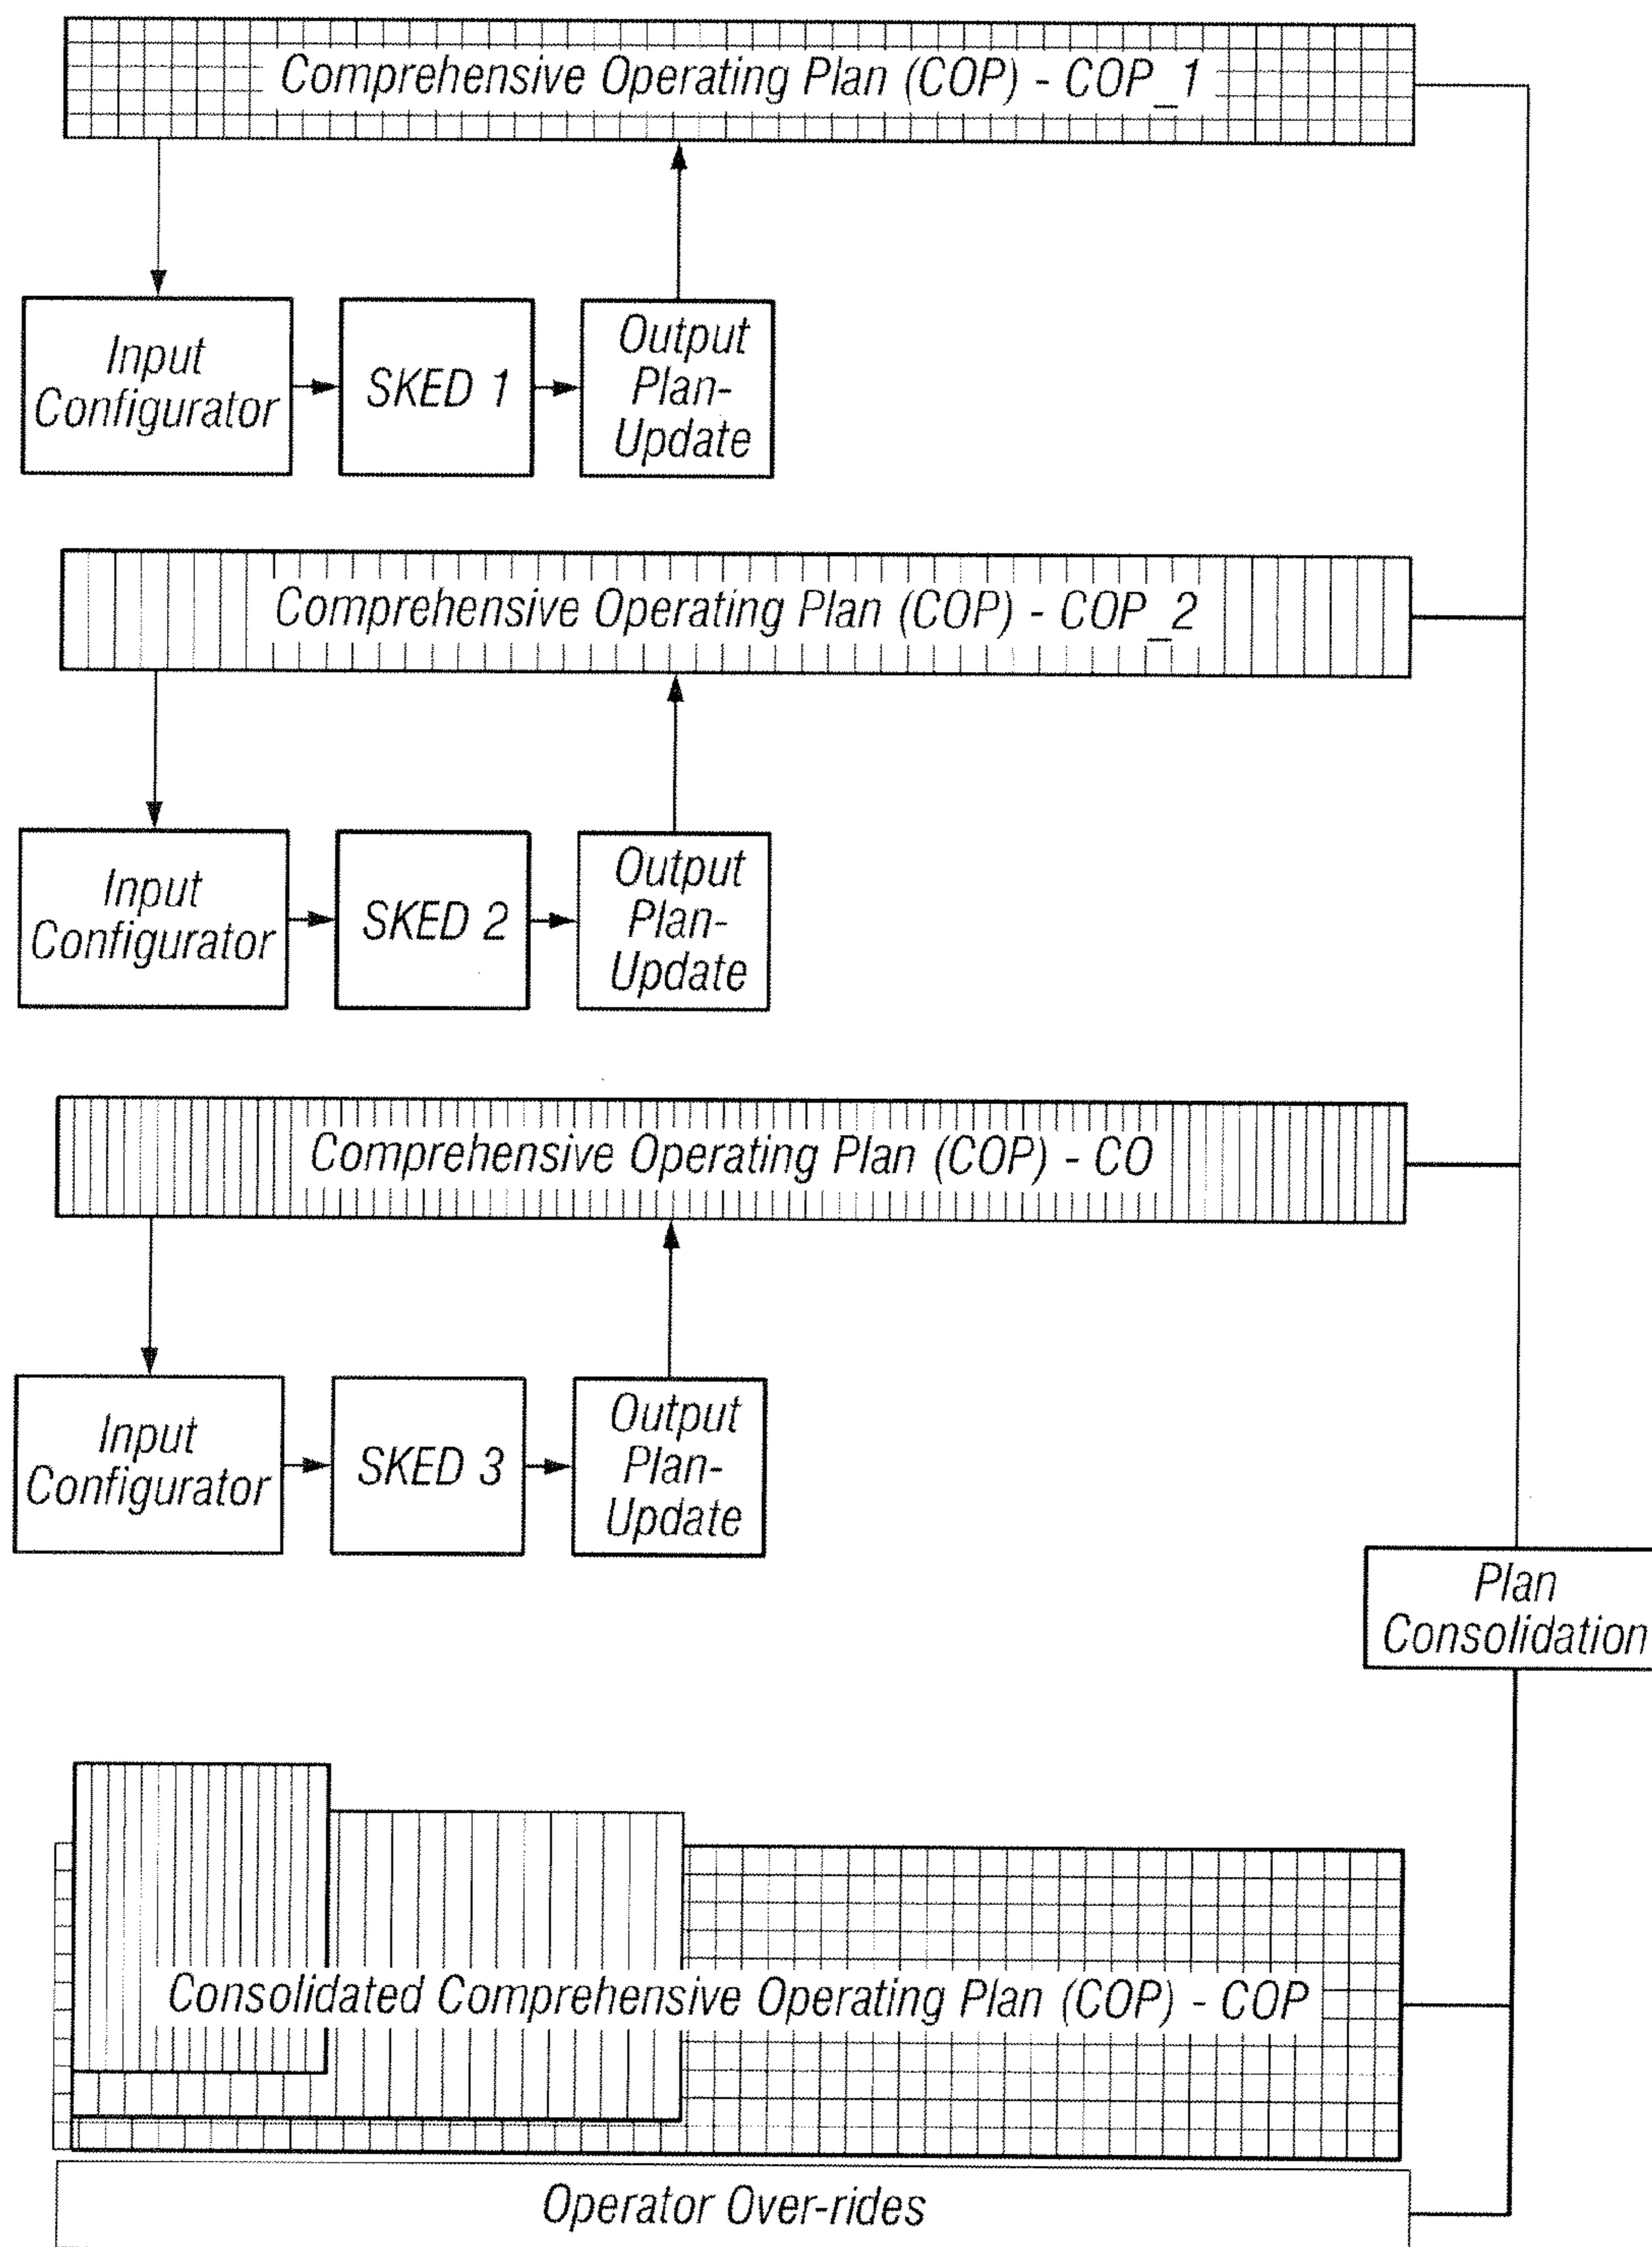 Comprehensive Operating Plan (COP) - COP_1
Input
Configurator
SKED 1
Output
Plan-
Update
Comprehensive Operating Plan (COP) - COP_2
Input
Configurator
SKED 2
Output
Plan-
Update
Comprehensive Operating Plan (COP) - CO
Input
Configurator
SKED 3
Output
Plan-
Update
Plan
Consolidation
Consolidated Comprehensive Operating Plan (COP) - COP
Operator Over-rides